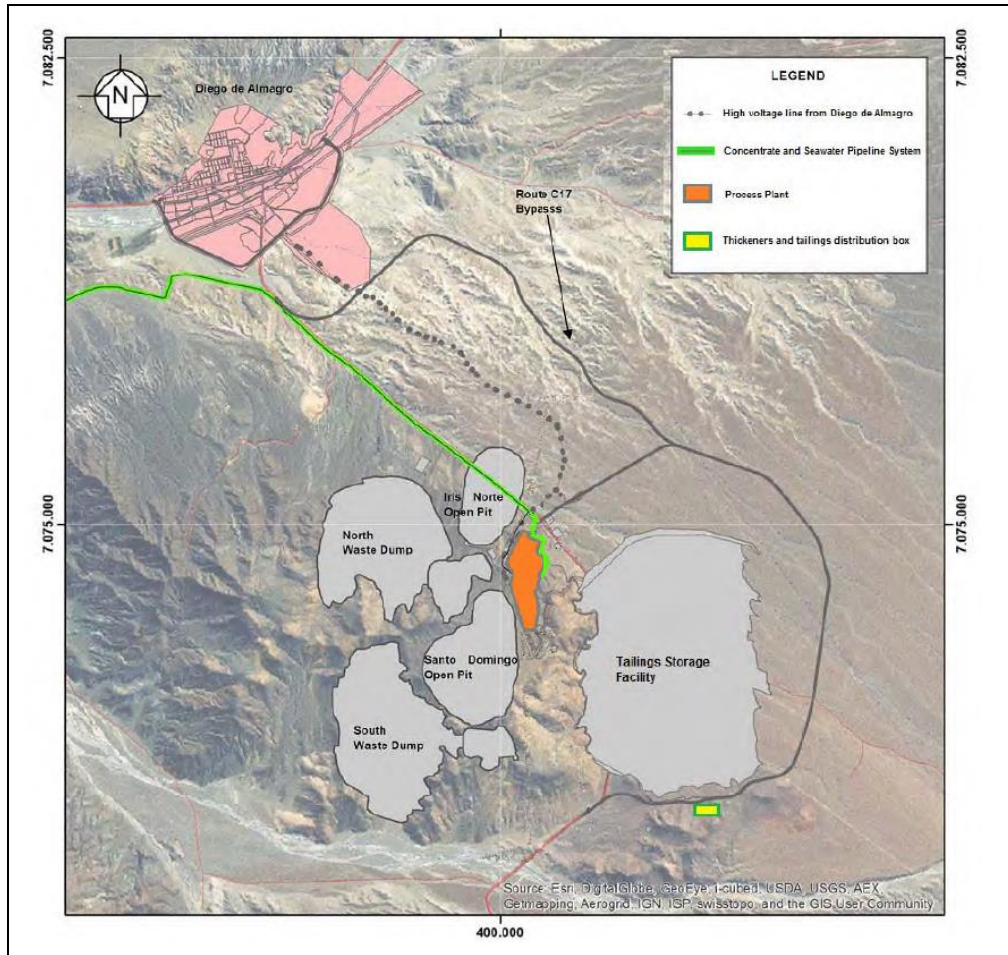 7.082.500
7.082.500
N
Diego de Almagro
LEGEND
High voltage line from Diego de Almagro
Concentrate and Seawater Pipeline System
Process Plant
Thickeners and tailings distribution box
Route C17
Bypasss
7.075.000
7.075.000
Iris Norte
Open Pit
North
Waste Dump
Santo Domingo
Open Pit
Tailings Storage
Facility
South
Waste Dump
Source: Esri, DigitalGlobe, GeoEye, i-cubed, USDA, USGS, AEX,
Getmapping, Aerogrid, IGN, IGP, swisstopo, and the GIS User Community
400.000